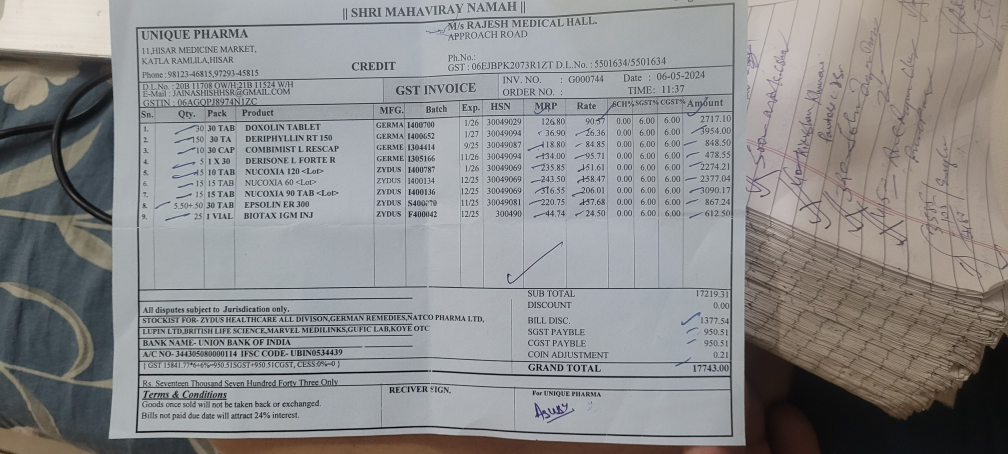 || SHRI MAHAVIRAY NAMAH ||
UNIQUE PHARMA
11,HISAR MEDICINE MARKET,
KATLA RAMLILA,HISAR
Phone : 98123-46815,97293-45815
D.L.No. : 20B 11708 OW/H:21B 11524 W/H
E-Mail : JAINASHISHHSR@GMAIL.COM
GSTIN : 06AGQPJ8974N1ZC
CREDIT
M/s RAJESH MEDICAL HALL.
APPROACH ROAD
Ph.No.:
GST : 06EJBPK2073R1ZT D.L.No. : 5501634/5501634
GST INVOICE
INV. NO. : G000744 Date : 06-05-2024
ORDER NO. : TIME: 11:37
Sn. Qty. Pack Product MFG. Batch Exp. HSN MRP Rate SCH% SGST% CGST% Amount
1. 30 30 TAB DOXOLIN TABLET GERMA I400700 1/26 30049029 126.80 90.57 0.00 6.00 6.00 2717.10
2. 150 30 TA DERIPHYLLIN RT 150 GERMA I400652 1/27 30049094 36.90 26.36 0.00 6.00 6.00 3954.00
3. 10 30 CAP COMBIMIST L RESCAP GERME I304414 9/25 30049087 118.80 84.85 0.00 6.00 6.00 848.50
4. 5 1 X 30 DERISONE L FORTE R GERME I305166 11/26 30049094 134.00 95.71 0.00 6.00 6.00 478.55
5. 15 10 TAB NUCOXIA 120 <Lot> ZYDUS I400787 1/26 30049069 235.85 151.61 0.00 6.00 6.00 2274.21
6. 15 15 TAB NUCOXIA 60 <Lot> ZYDUS I400134 12/25 30049069 243.50 158.47 0.00 6.00 6.00 2377.04
7. 15 15 TAB NUCOXIA 90 TAB <Lot> ZYDUS I400136 12/25 30049069 316.55 206.01 0.00 6.00 6.00 3090.17
8. 5.50+.50 30 TAB EPSOLIN ER 300 ZYDUS 11/25 30049081 220.75 157.68 0.00 6.00 6.00 867.24
9. 25 1 VIAL BIOTAX 1GM INJ ZYDUS F400042 12/25 300490 44.74 24.50 0.00 6.00 6.00 612.50
SUB TOTAL 17219.31
DISCOUNT 0.00
BILL DISC. 1377.54
SGST PAYBLE 950.51
CGST PAYBLE 950.51
COIN ADJUSTMENT 0.21
GRAND TOTAL 17743.00
All disputes subject to Jurisdication only.
STOCKIST FOR- ZYDUS HEALTHCARE ALL DIVISON,GERMAN REMEDIES,NATCO PHARMA LTD,
LUPIN LTD,BRITISH LIFE SCIENCE,MARVEL MEDILINKS,GUFIC LAB,KOYE OTC
BANK NAME- UNION BANK OF INDIA
A/C NO- 344305080000114 IFSC CODE- UBIN0534439
[ GST 15841.77*6+6%=950.51SGST+950.51CGST, CESS:0%=0 ]
Rs. Seventeen Thousand Seven Hundred Forty Three Only
Terms & Conditions
Goods once sold will not be taken back or exchanged.
Bills not paid due date will attract 24% interest.
RECIVER SIGN.
For UNIQUE PHARMA